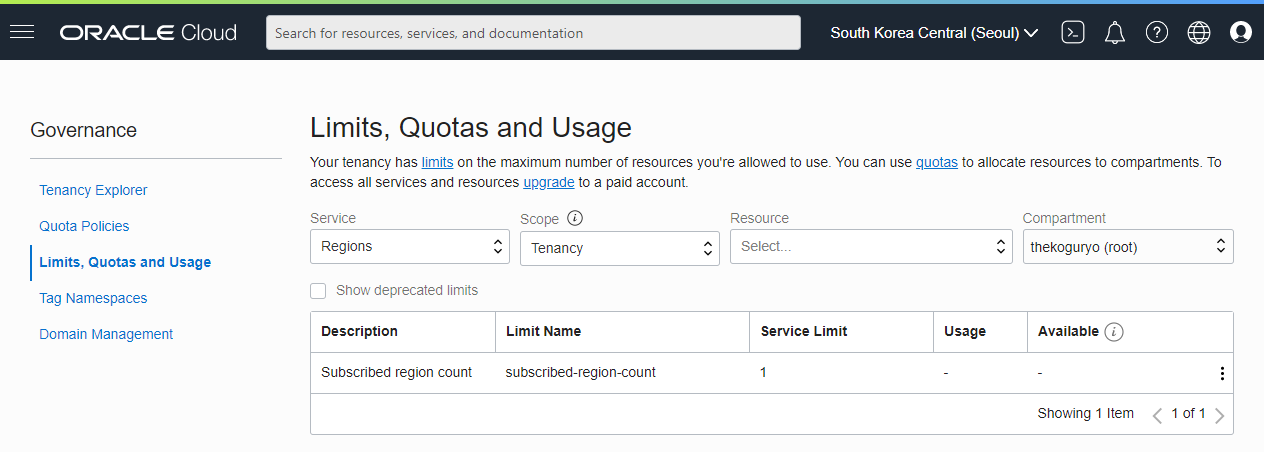 ORACLE Cloud
Search for resources, services, and documentation
South Korea Central (Seoul)
Governance
Tenancy Explorer
Quota Policies
Limits, Quotas and Usage
Tag Namespaces
Domain Management
Limits, Quotas and Usage
Your tenancy has limits on the maximum number of resources you're allowed to use. You can use quotas to allocate resources to compartments. To
access all services and resources upgrade to a paid account.
Service Scope i Resource Compartment
Regions Tenancy Select... thekoguryo (root)
Show deprecated limits
Description Limit Name Service Limit Usage Available i
Subscribed region count subscribed-region-count 1 - -
Showing 1 Item < 1 of 1 >